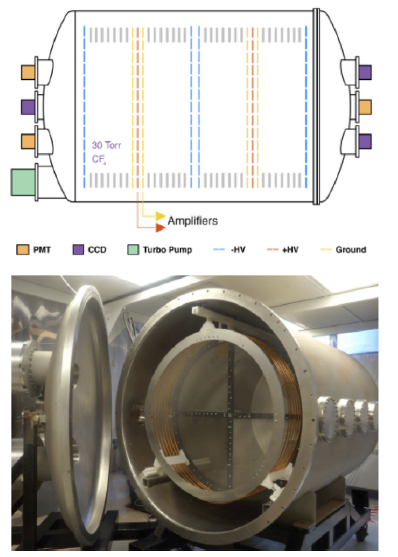 30 Torr
CF4
Amplifiers
PMT CCD Turbo Pump -HV +HV Ground